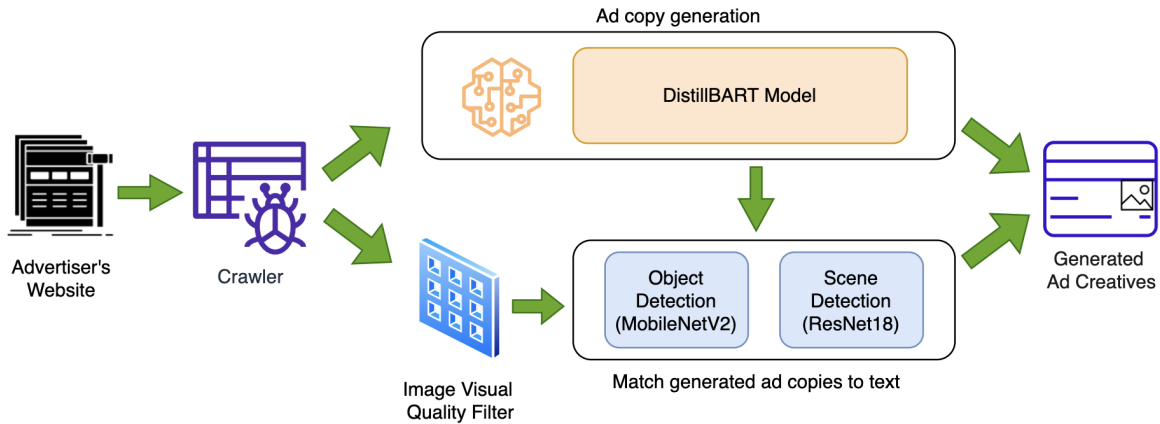 Ad copy generation
DistillBART Model
Advertiser's
Website
Crawler
Object
Detection
(MobileNetV2)
Scene
Detection
(ResNet18)
Generated
Ad Creatives
Image Visual
Quality Filter
Match generated ad copies to text